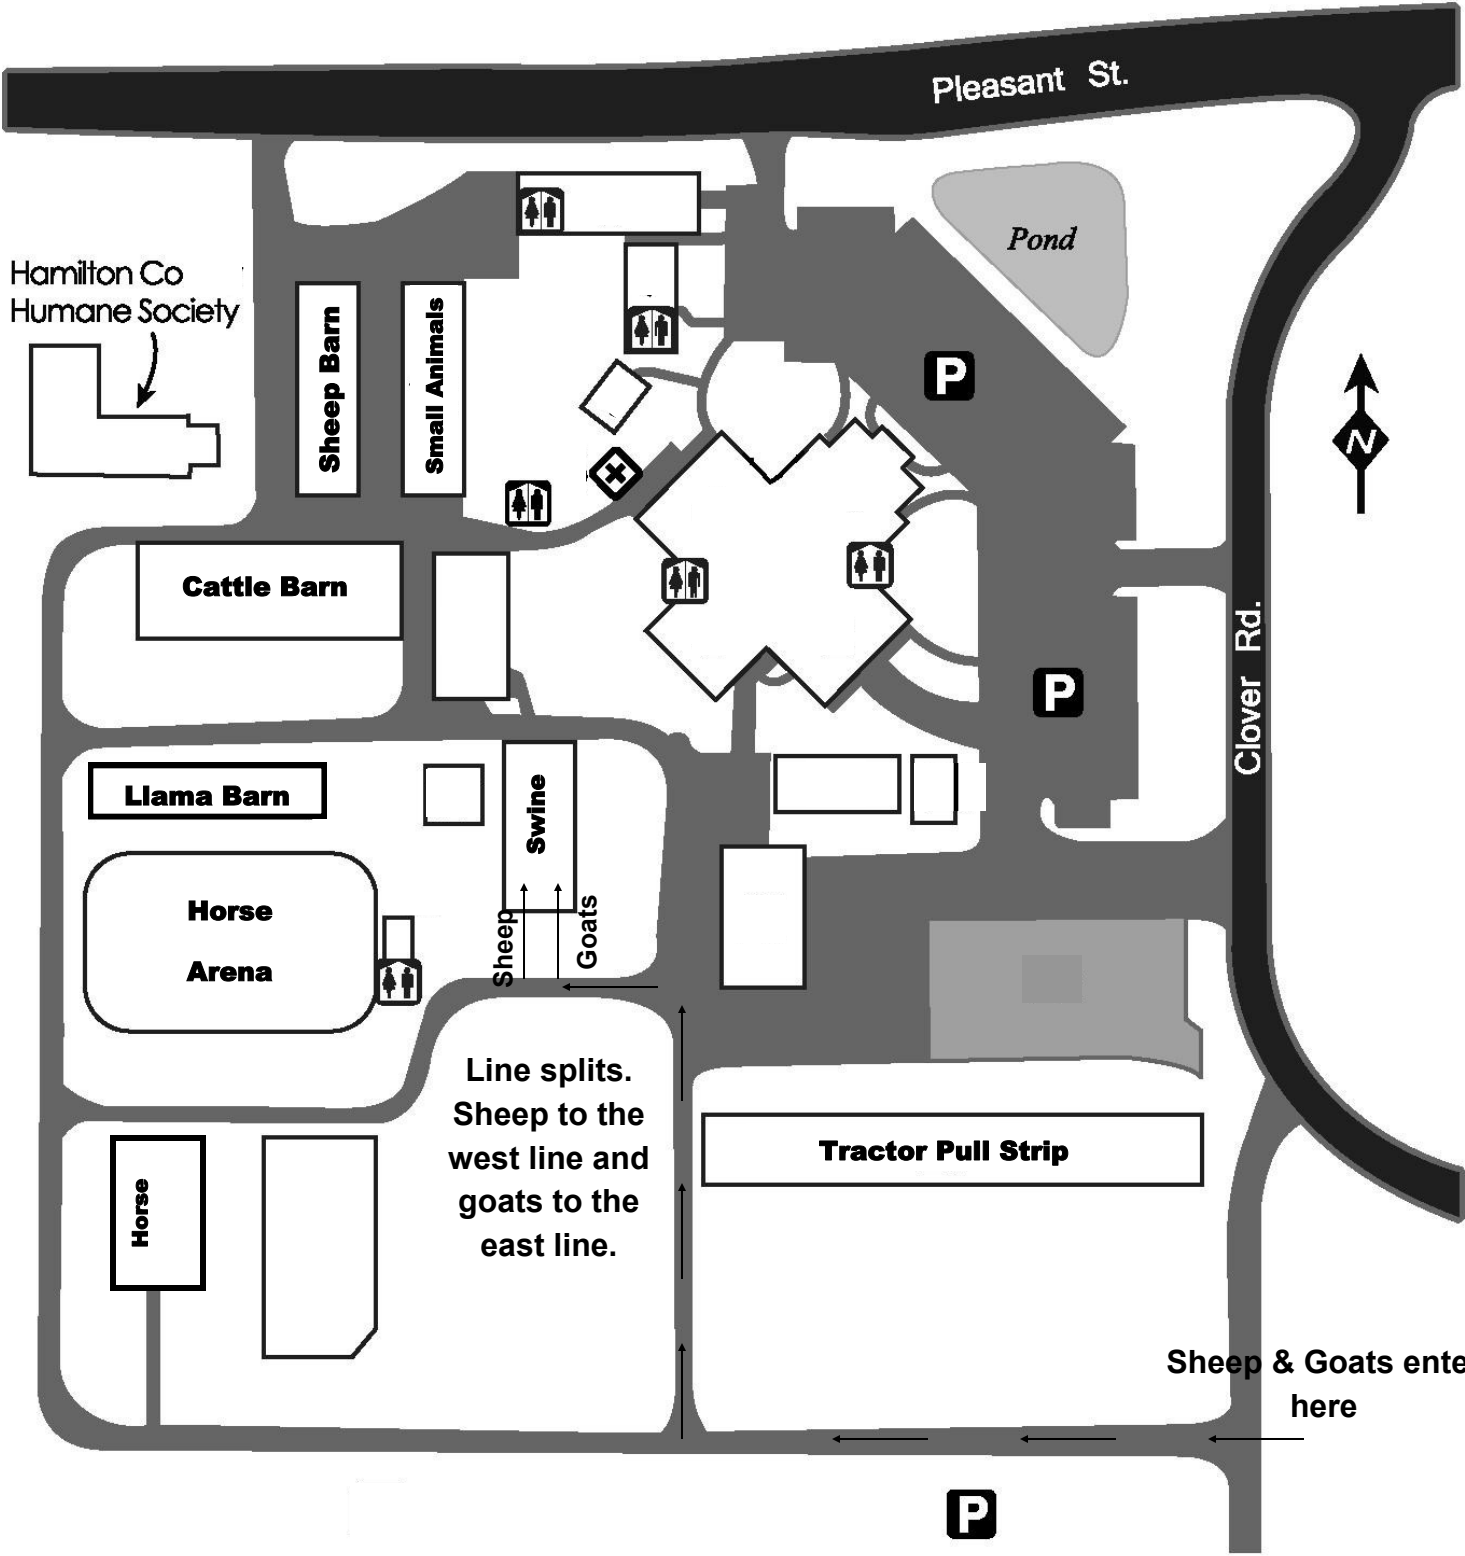 Pleasant St.
Pond
Hamilton Co
Humane Society
Sheep Barn
Small Animals
P
N
Cattle Barn
Clover Rd.
P
Llama Barn
Swine
Horse
Arena
Sheep
Goats
Line splits.
Sheep to the
west line and
goats to the
east line.
Tractor Pull Strip
Horse
Sheep & Goats ente
here
P